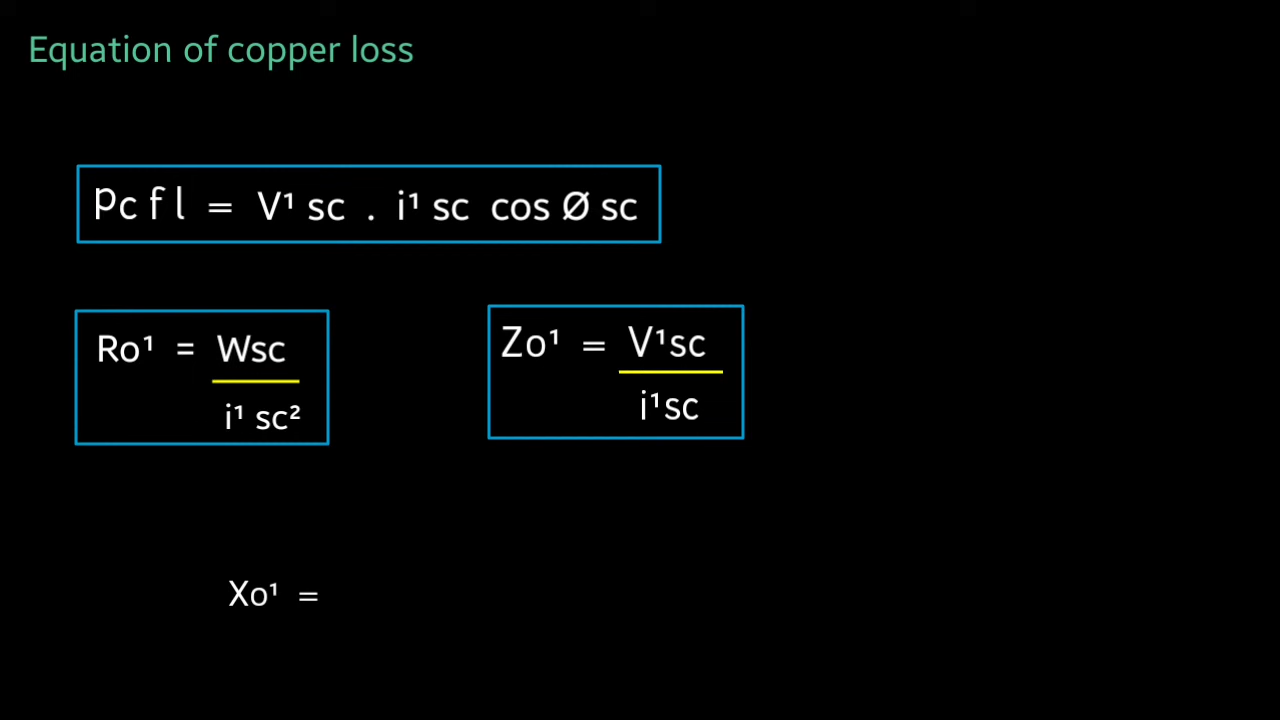 Equation of copper loss
Pc f l = V¹ sc . i¹ sc cos Ø sc
Ro¹ = Wsc
i¹ sc²
Zo¹ = V¹sc
i¹sc
Xo¹ =